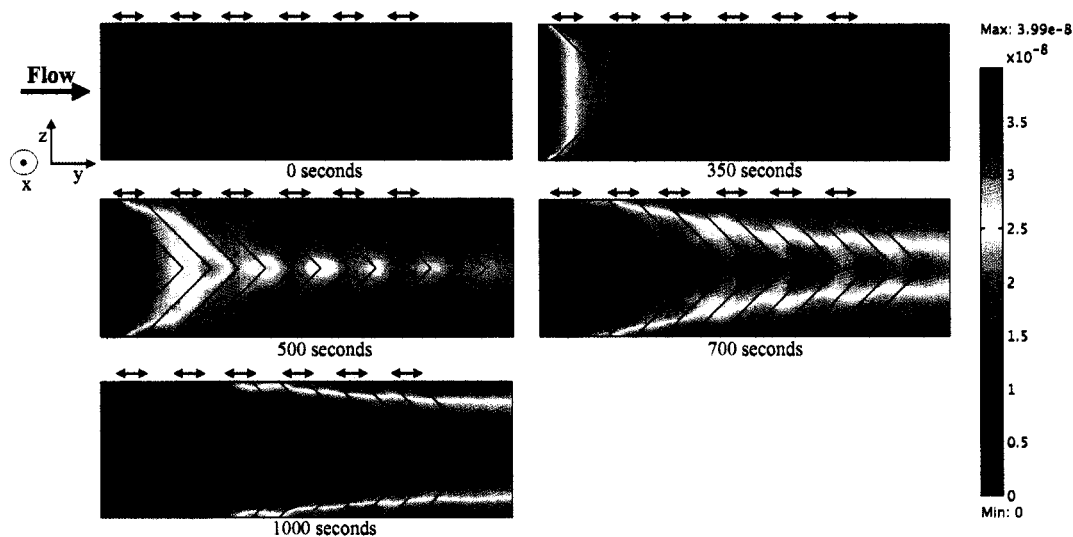 Flow
z
x
y
0 seconds
350 seconds
500 seconds
700 seconds
1000 seconds
Max: 3.99e-8
x10⁻⁸
3.5
3
2.5
2
1.5
1
0.5
0
Min: 0